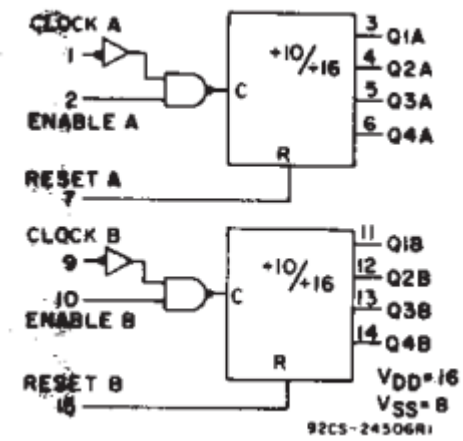 CLOCK A
1
2
ENABLE A
C
÷10/÷16
R
3 Q1A
4 Q2A
5 Q3A
6 Q4A
RESET A
7
CLOCK B
9
10
ENABLE B
C
÷10/÷16
R
11 Q1B
12 Q2B
13 Q3B
14 Q4B
RESET B
15
VDD=16
VSS=8
92CS-24506R1